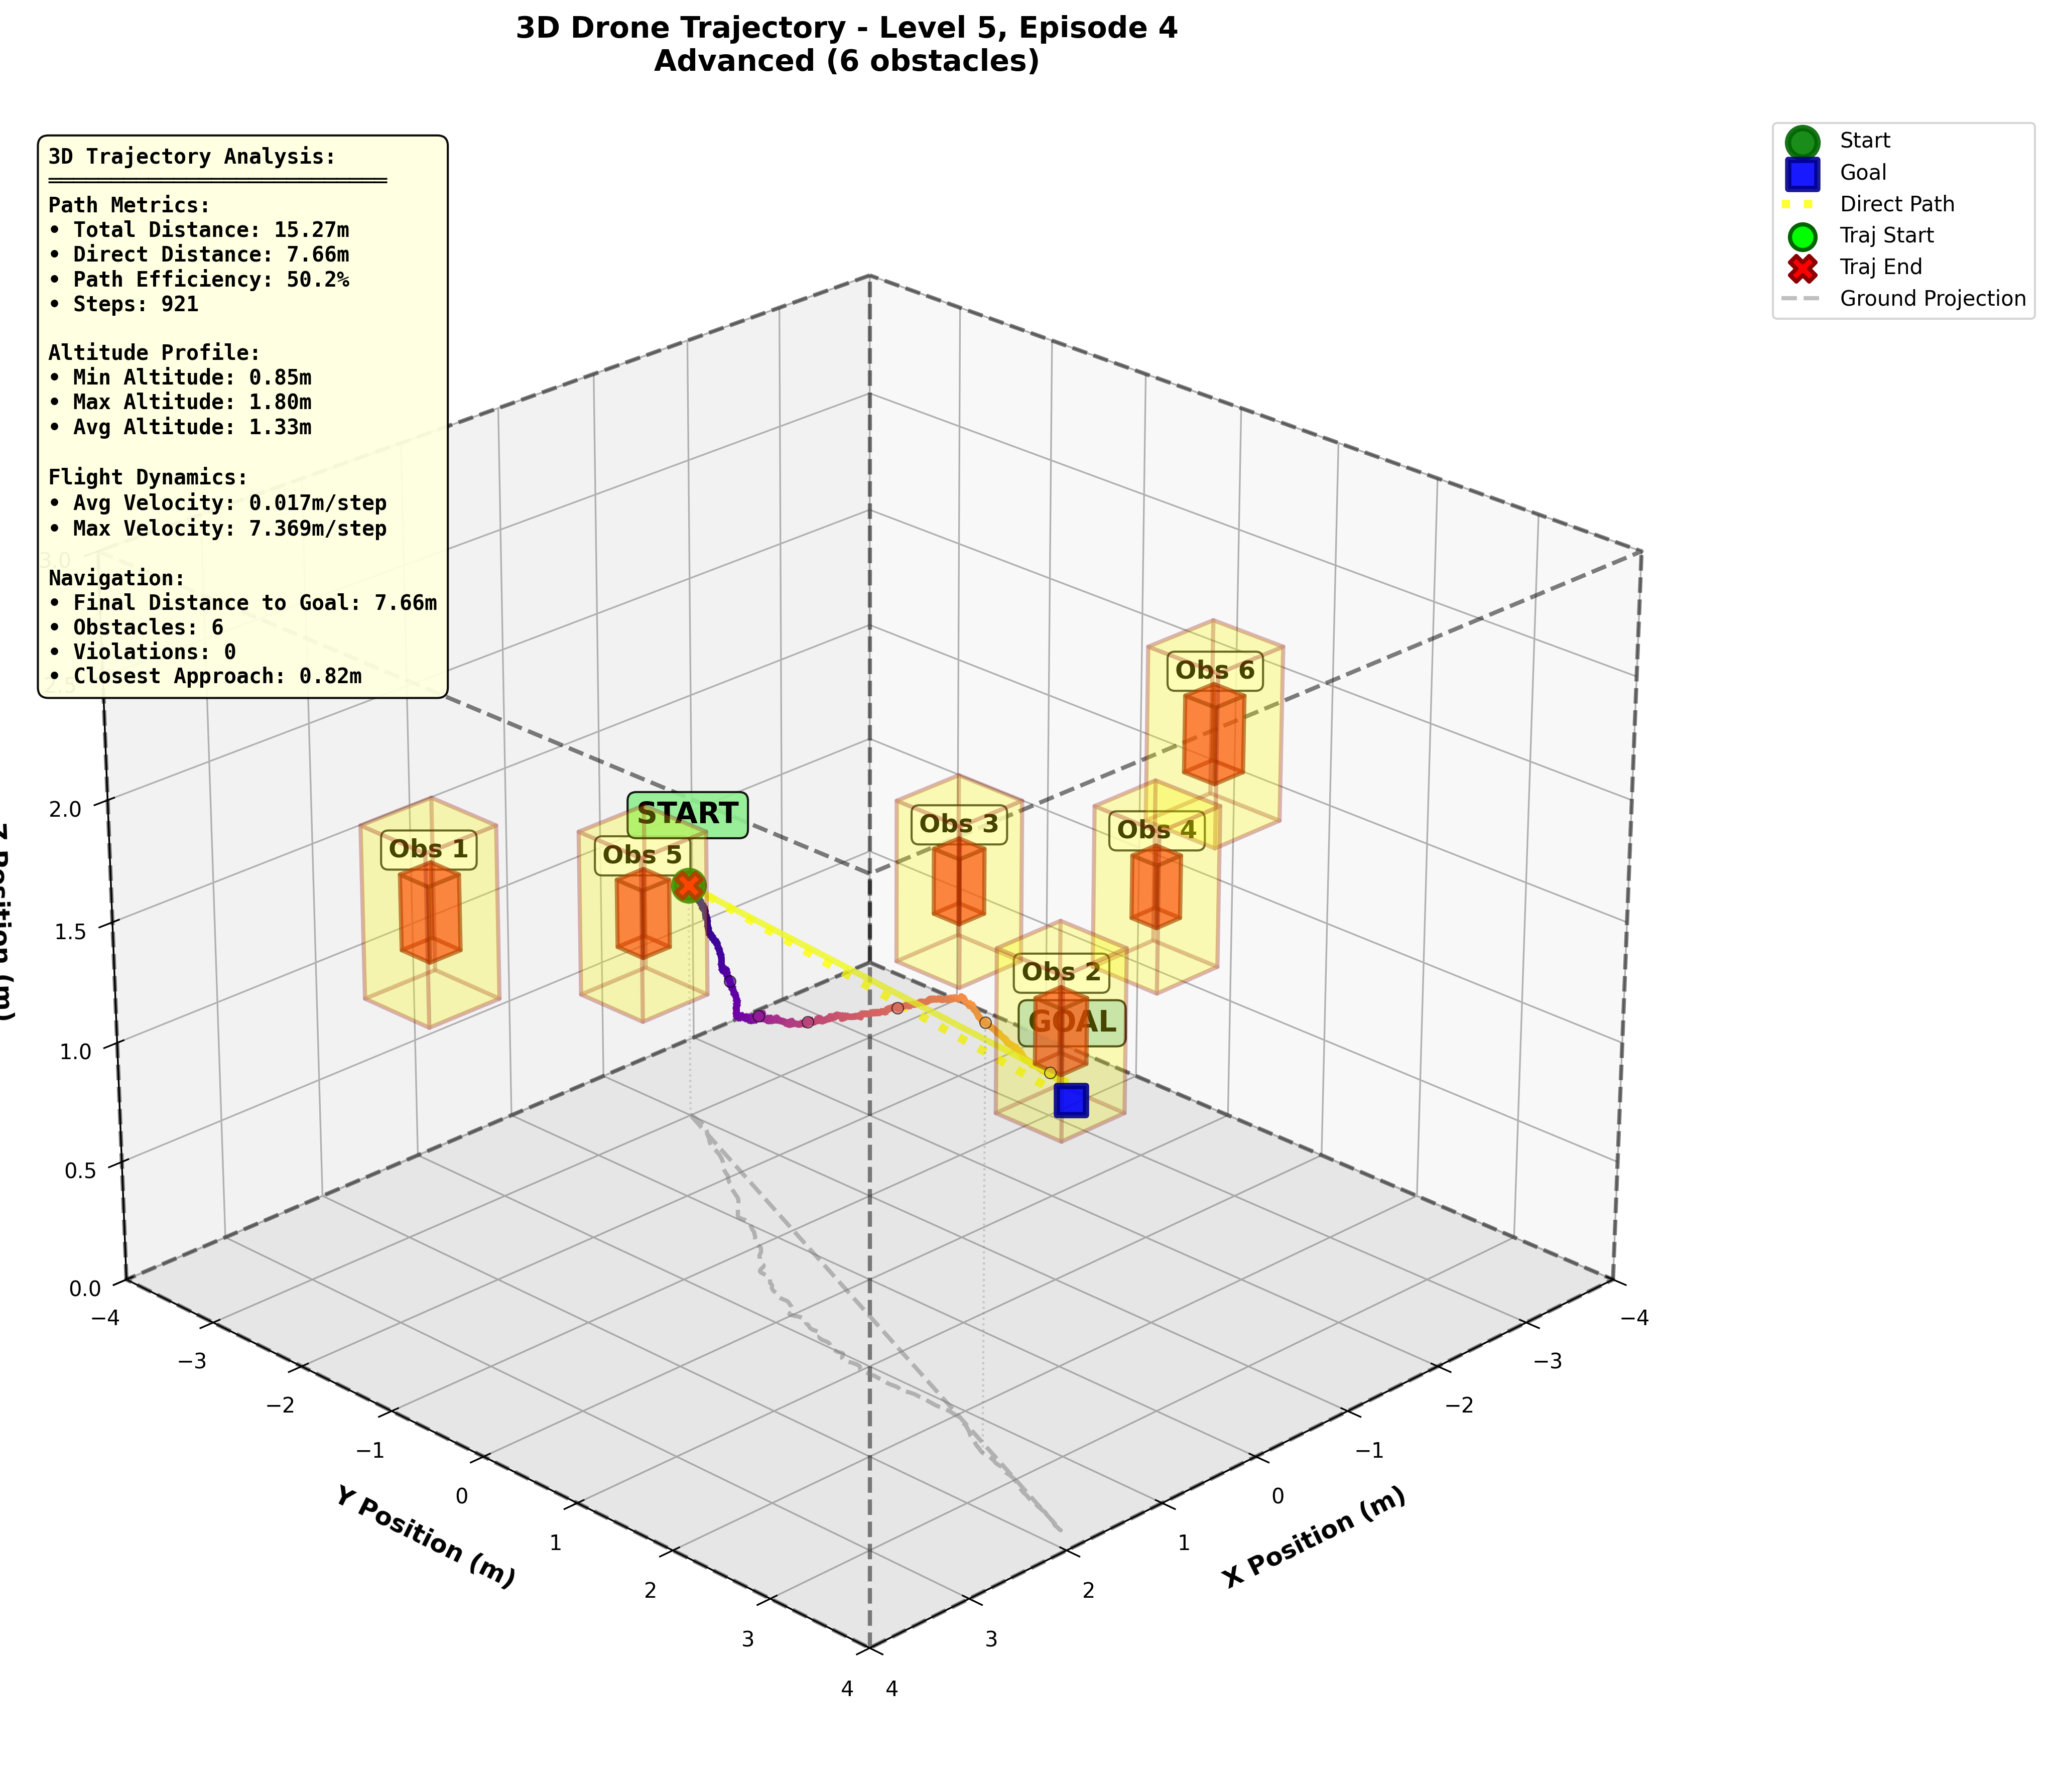 3D Drone Trajectory - Level 5, Episode 4
Advanced (6 obstacles)
3D Trajectory Analysis:
Path Metrics:
• Total Distance: 15.27m
• Direct Distance: 7.66m
• Path Efficiency: 50.2%
• Steps: 921
Altitude Profile:
• Min Altitude: 0.85m
• Max Altitude: 1.80m
• Avg Altitude: 1.33m
Flight Dynamics:
• Avg Velocity: 0.017m/step
• Max Velocity: 7.369m/step
Navigation:
• Final Distance to Goal: 7.66m
• Obstacles: 6
• Violations: 0
• Closest Approach: 0.82m
Start
Goal
Direct Path
Traj Start
Traj End
Ground Projection
Obs 6
START
Obs 3
Obs 4
Obs 1
Obs 5
Obs 2
GOAL
3.0
2.5
2.0
1.5
1.0
0.5
0.0
Z Position (m)
−4
−3
−2
−1
0
1
2
3
4
Y Position (m)
4
3
2
1
0
−1
−2
−3
−4
X Position (m)